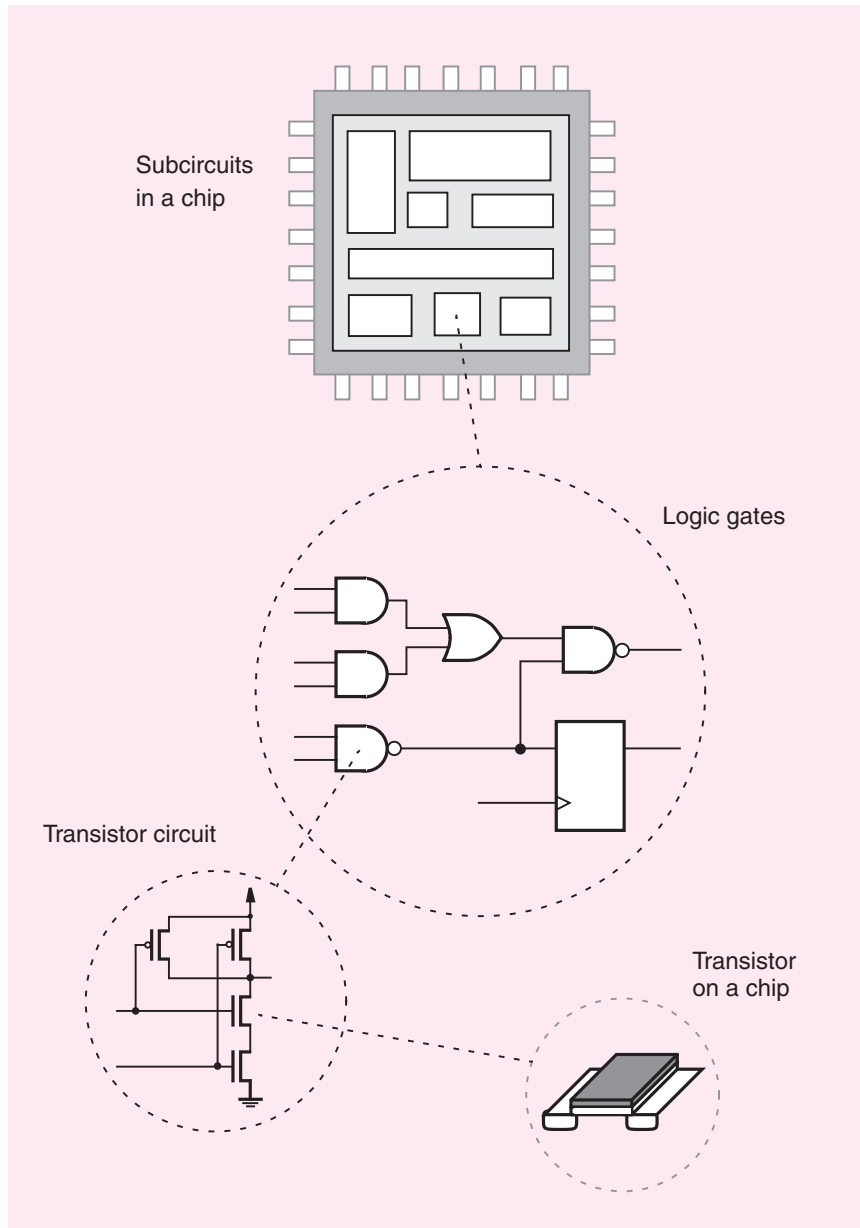 Subcircuits
in a chip
Logic gates
Transistor circuit
Transistor
on a chip